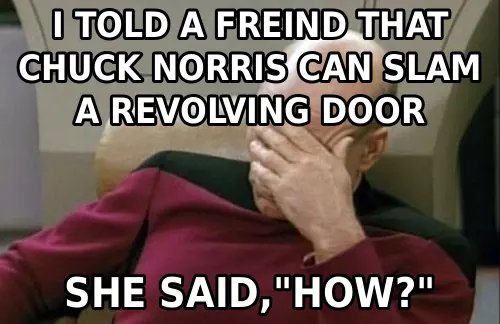 I TOLD A FREIND THAT
CHUCK NORRIS CAN SLAM
A REVOLVING DOOR
SHE SAID,"HOW?"